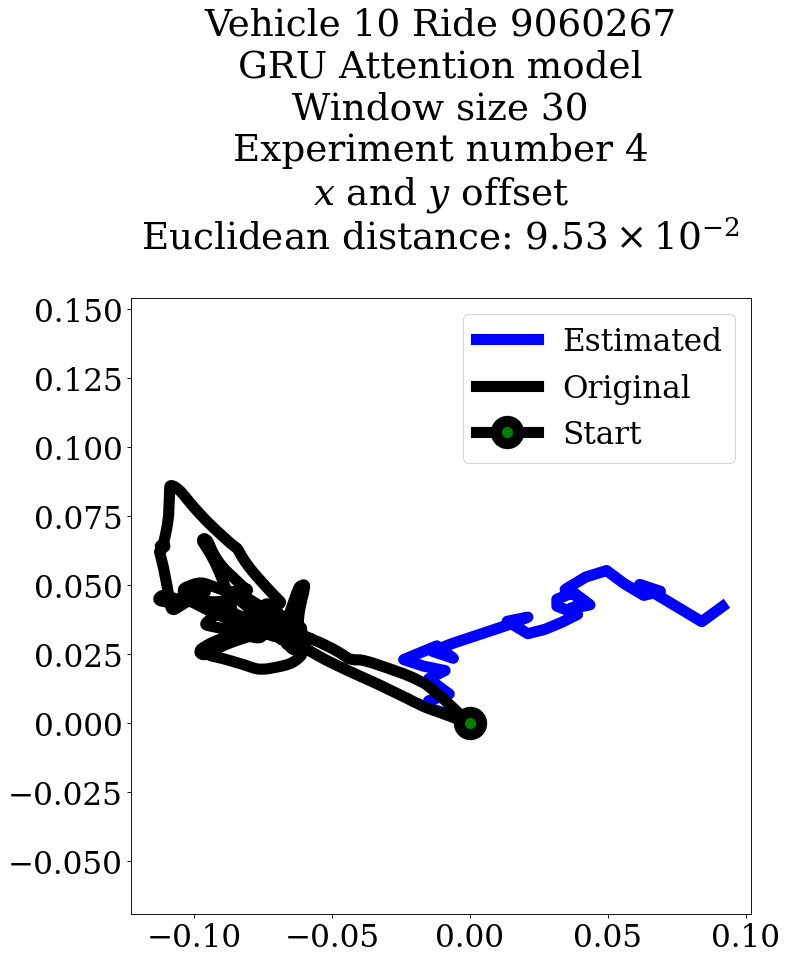 Vehicle 10 Ride 9060267
GRU Attention model
Window size 30
Experiment number 4
x and y offset
Euclidean distance: 9.53 × 10⁻²
Estimated
Original
Start
0.150
0.125
0.100
0.075
0.050
0.025
0.000
−0.025
−0.050
−0.10 −0.05 0.00 0.05 0.10